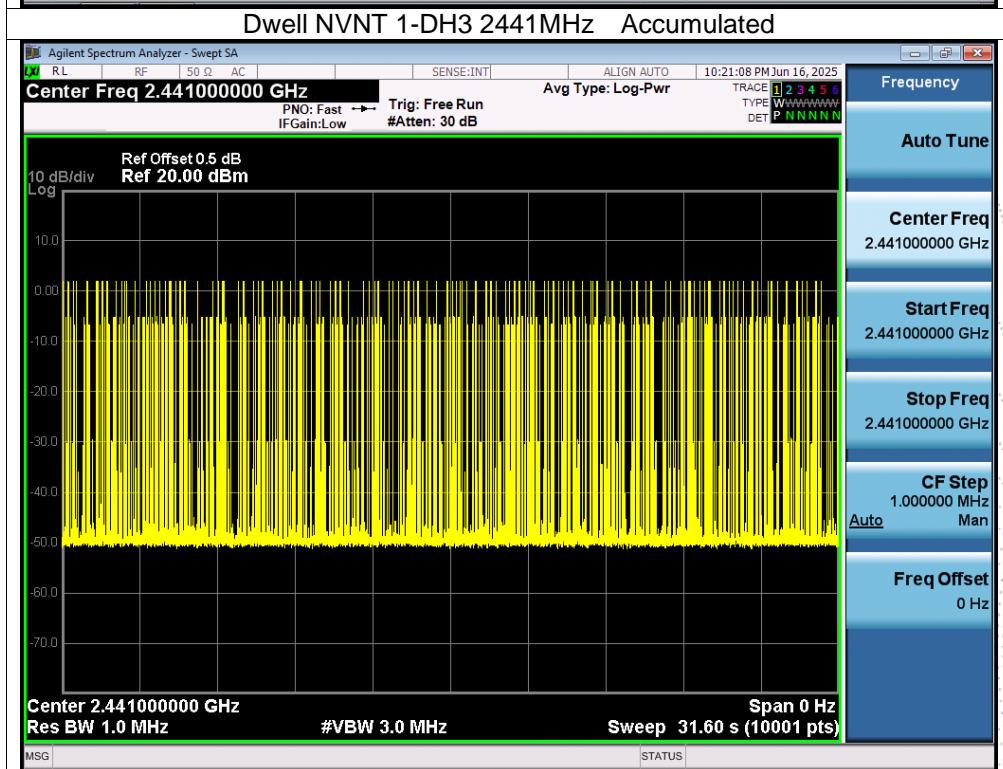 Dwell NVNT 1-DH3 2441MHz Accumulated
Agilent Spectrum Analyzer - Swept SA
LXI RL RF 50 Ω AC SENSE:INT ALIGN AUTO 10:21:08 PM Jun 16, 2025
Center Freq 2.441000000 GHz
PNO: Fast
IFGain:Low
Trig: Free Run
#Atten: 30 dB
Avg Type: Log-Pwr
TRACE 1 2 3 4 5 6
TYPE WWWWWWW
DET P N N N N N
Ref Offset 0.5 dB
10 dB/div Ref 20.00 dBm
Log
10.0
0.00
-10.0
-20.0
-30.0
-40.0
-50.0
-60.0
-70.0
Center 2.441000000 GHz Span 0 Hz
Res BW 1.0 MHz #VBW 3.0 MHz Sweep 31.60 s (10001 pts)
MSG STATUS
Frequency
Auto Tune
Center Freq
2.441000000 GHz
Start Freq
2.441000000 GHz
Stop Freq
2.441000000 GHz
CF Step
1.000000 MHz
Auto Man
Freq Offset
0 Hz